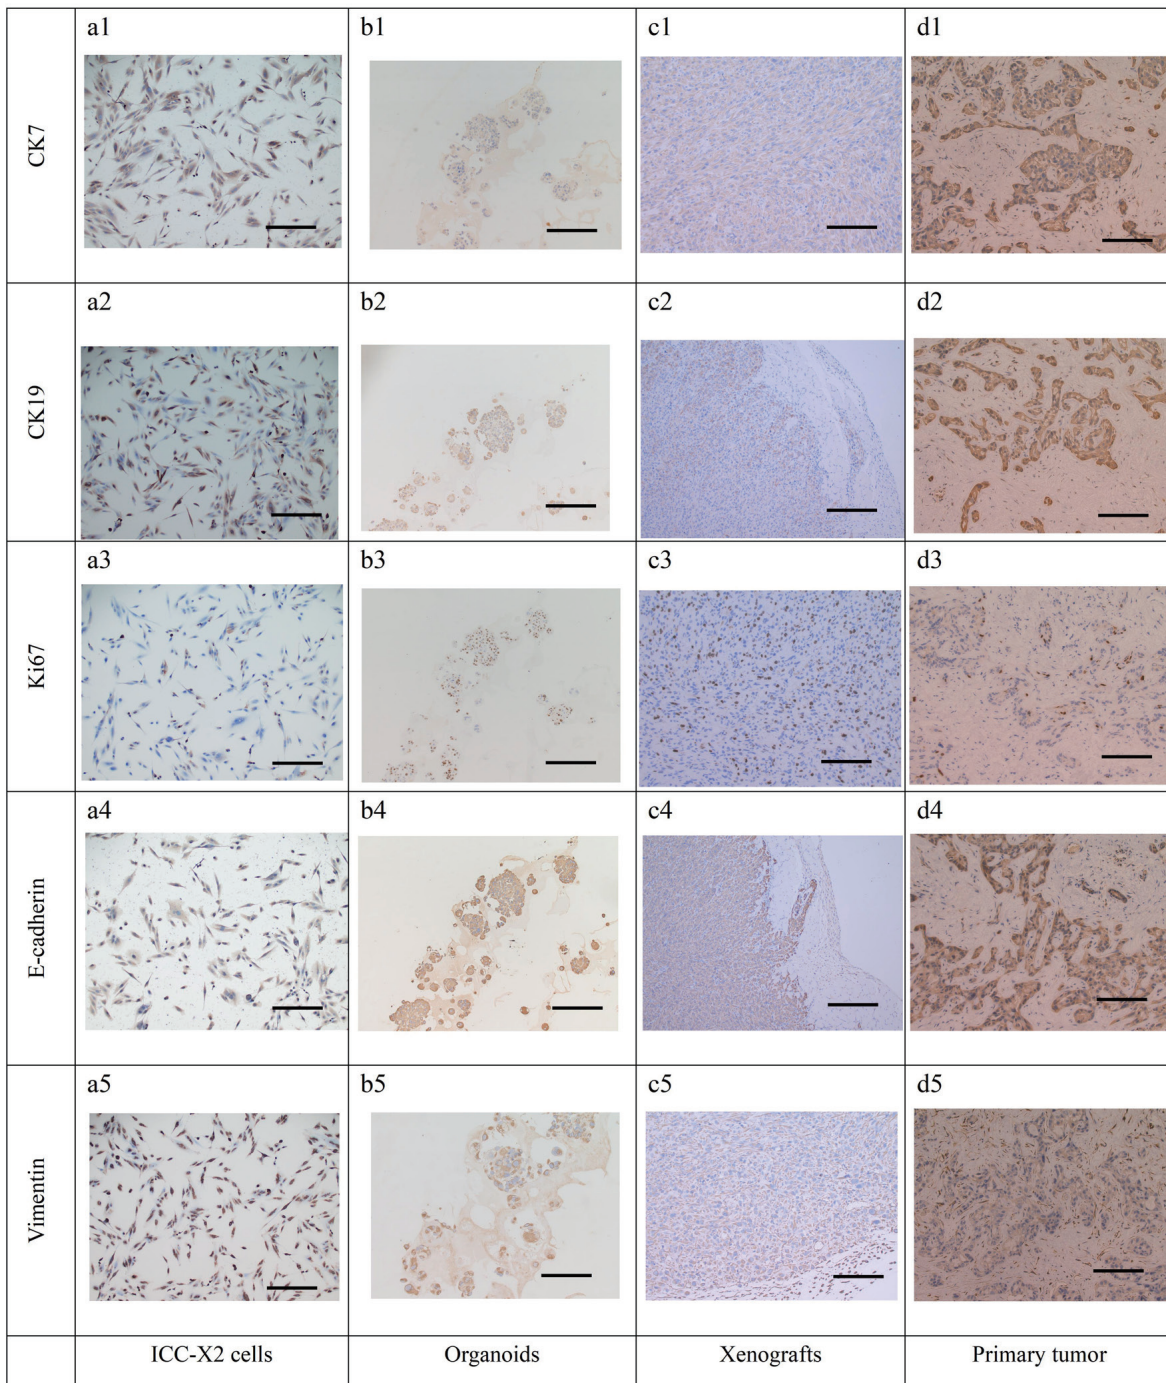 a1
b1
c1
d1
CK7
a2
b2
c2
d2
CK19
a3
b3
c3
d3
Ki67
a4
b4
c4
d4
E-cadherin
a5
b5
c5
d5
Vimentin
ICC-X2 cells
Organoids
Xenografts
Primary tumor